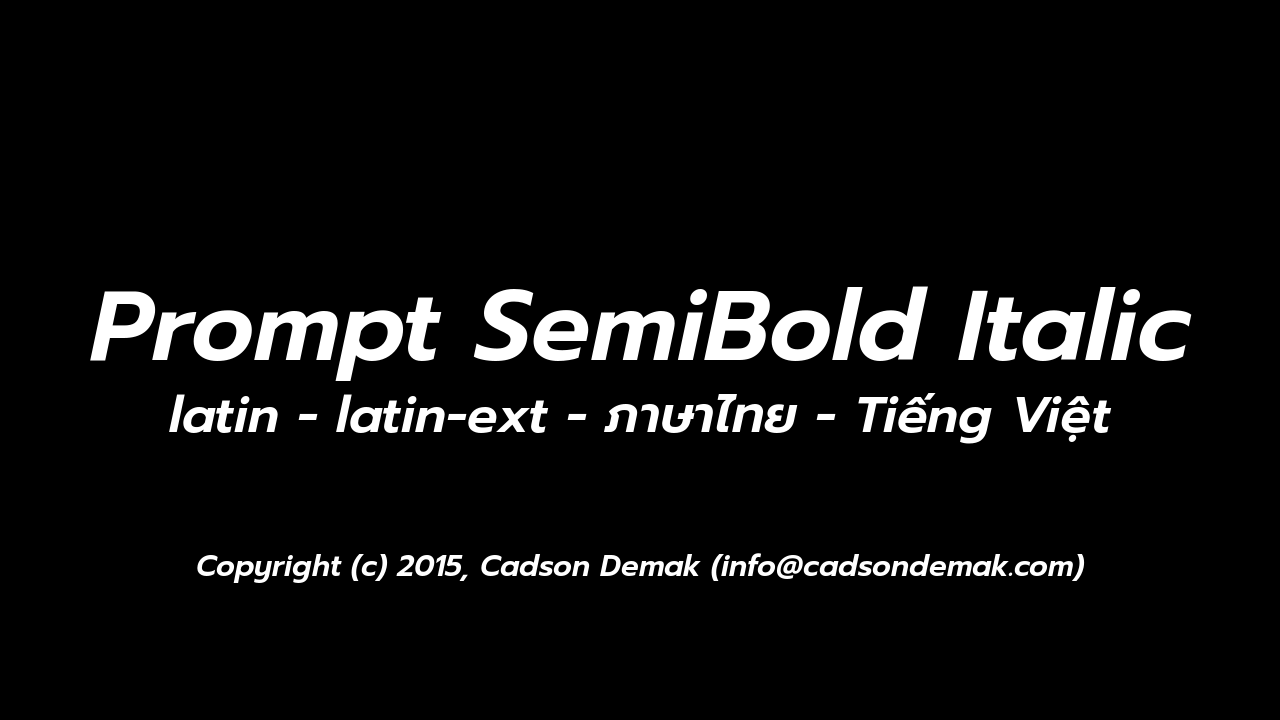 Prompt SemiBold Italic
latin - latin-ext - ภาษาไทย - Tiếng Việt
Copyright (c) 2015, Cadson Demak (info@cadsondemak.com)